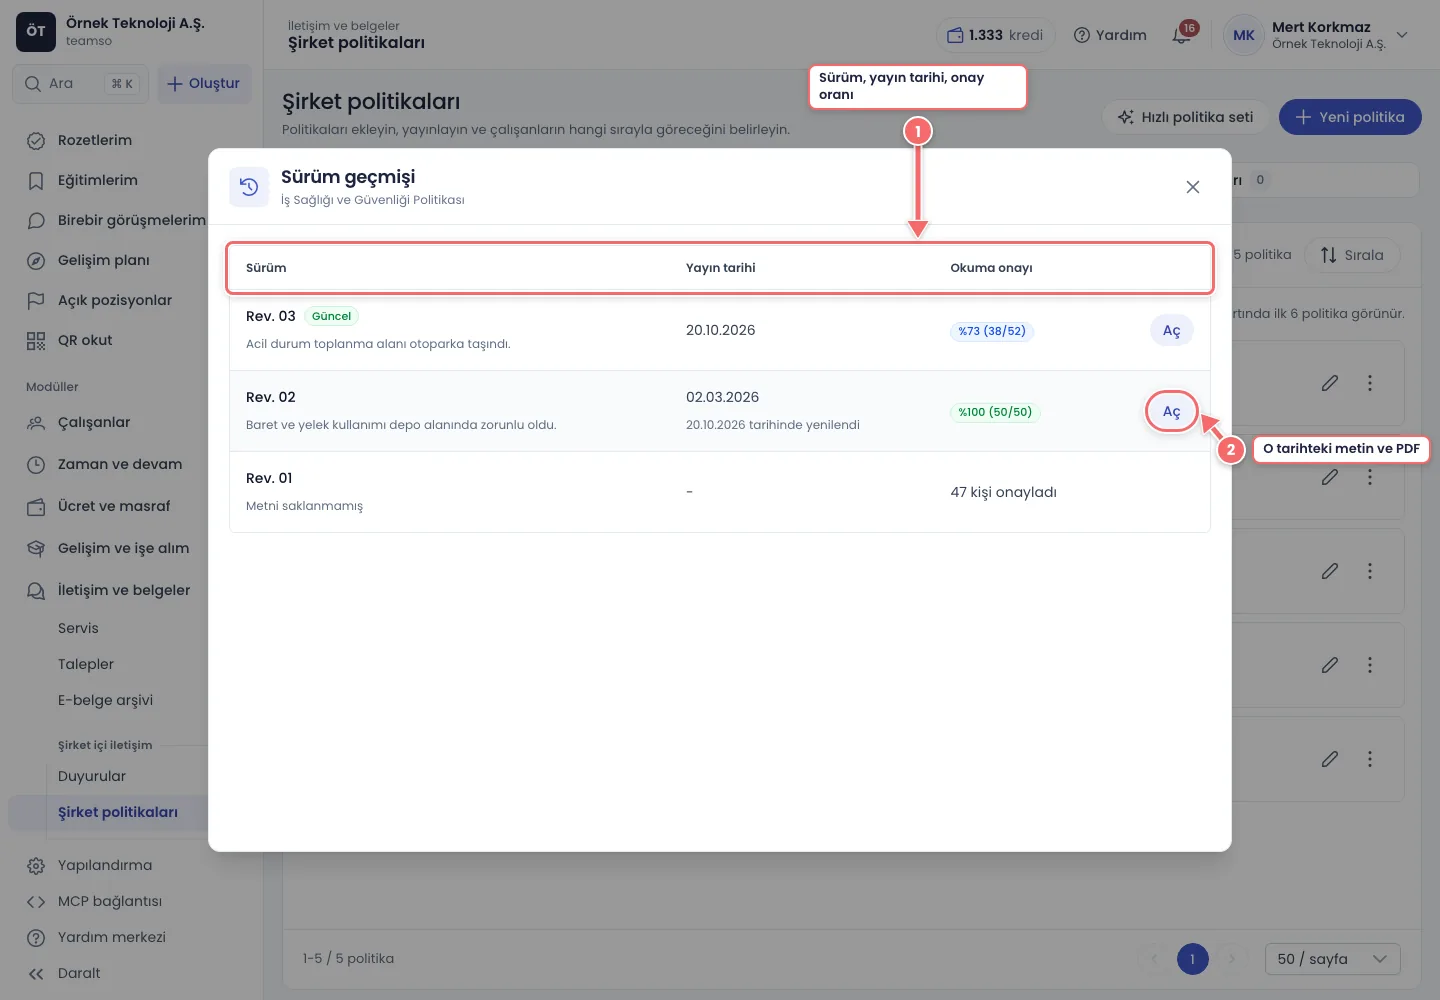 ÖT
Örnek Teknoloji A.Ş.
teamso
Ara
⌘ K
+ Oluştur
İletişim ve belgeler
Şirket politikaları
1.333 kredi
Yardım
16
MK
Mert Korkmaz
Örnek Teknoloji A.Ş.
Şirket politikaları
Politikaları ekleyin, yayınlayın ve çalışanların hangi sırayla göreceğini belirleyin.
Hızlı politika seti
+ Yeni politika
Sürüm, yayın tarihi, onay
oranı
1
Rozetlerim
Eğitimlerim
Birebir görüşmelerim
Gelişim planı
Açık pozisyonlar
QR okut
Modüller
Çalışanlar
Zaman ve devam
Ücret ve masraf
Gelişim ve işe alım
İletişim ve belgeler
Servis
Talepler
E-belge arşivi
Şirket içi iletişim
Duyurular
Şirket politikaları
Yapılandırma
MCP bağlantısı
Yardım merkezi
Daralt
Sürüm geçmişi
İş Sağlığı ve Güvenliği Politikası
Sürüm
Yayın tarihi
Okuma onayı
Rev. 03
Güncel
Acil durum toplanma alanı otoparka taşındı.
20.10.2026
%73 (38/52)
Aç
Rev. 02
Baret ve yelek kullanımı depo alanında zorunlu oldu.
02.03.2026
20.10.2026 tarihinde yenilendi
%100 (50/50)
Aç
2
O tarihteki metin ve PDF
Rev. 01
Metni saklanmamış
-
47 kişi onayladı
rı 0
5 politika
Sırala
rtında ilk 6 politika görünür.
1-5 / 5 politika
1
50 / sayfa